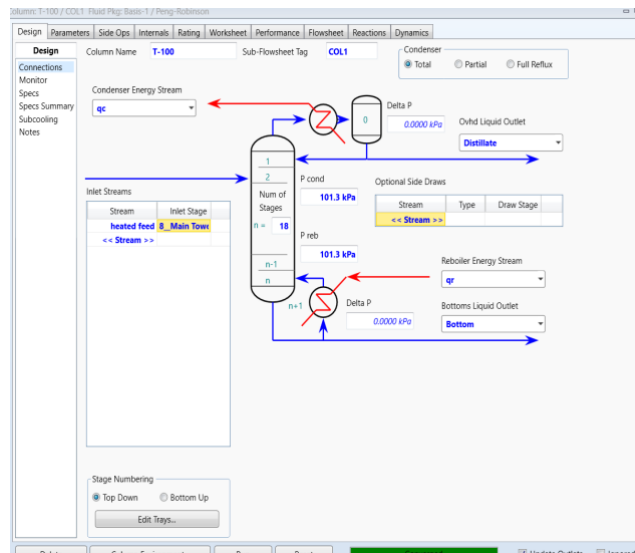 Column: T-100 / COL1 Fluid Pkg: Basis-1 / Peng-Robinson
Design Parameters Side Ops Internals Rating Worksheet Performance Flowsheet Reactions Dynamics
Design
Connections
Monitor
Specs
Specs Summary
Subcooling
Notes
Column Name T-100 Sub-Flowsheet Tag COL1
Condenser
Total Partial Full Reflux
Condenser Energy Stream
qc
Delta P
0
0.0000 kPa
Ovhd Liquid Outlet
Distillate
1
2
Num of
Stages
n = 18
n-1
n
n+1
P cond
101.3 kPa
P reb
101.3 kPa
Optional Side Draws
Stream Type Draw Stage
<< Stream >>
Inlet Streams
Stream Inlet Stage
heated feed 8__Main Towe
<< Stream >>
Reboiler Energy Stream
qr
Delta P
0.0000 kPa
Bottoms Liquid Outlet
Bottom
Stage Numbering
Top Down Bottom Up
Edit Trays...